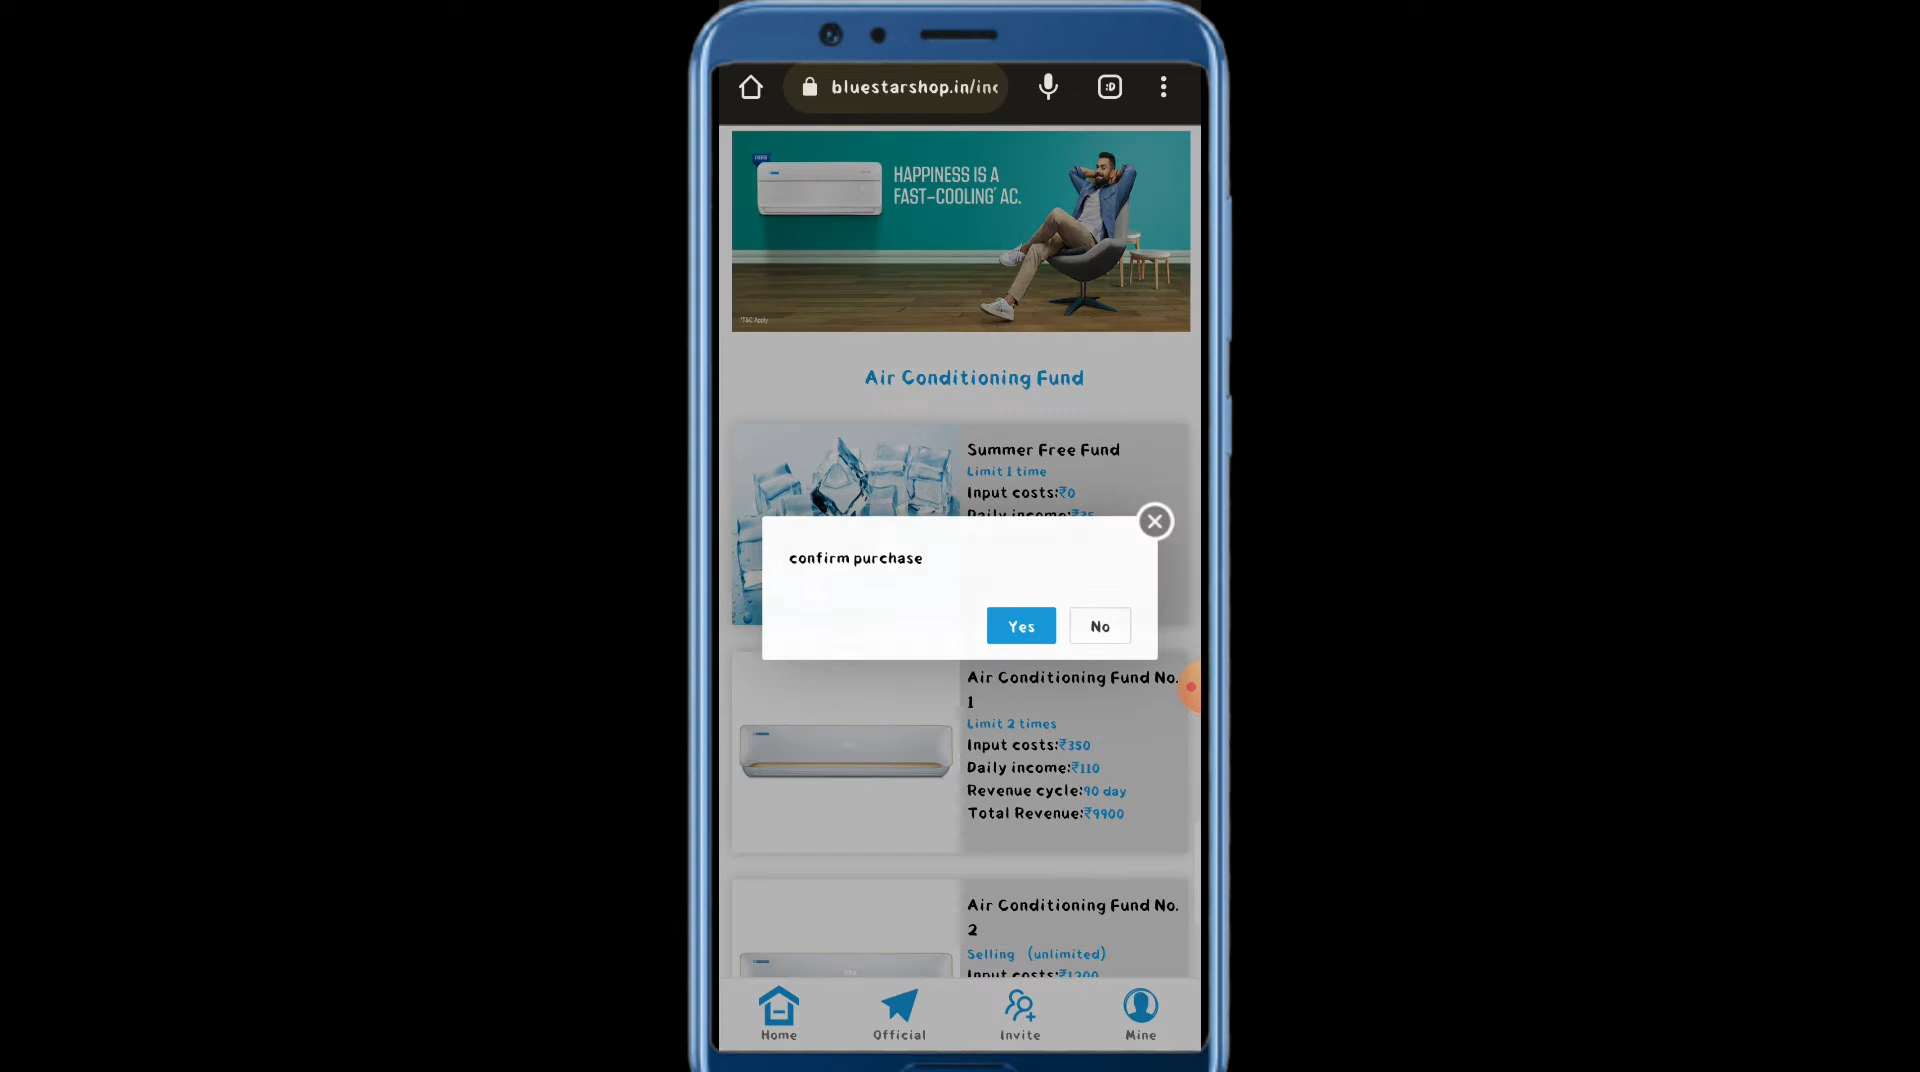 bluestarshop.in/inc
HAPPINESS IS A
FAST-COOLING* AC.
*T&C Apply
Air Conditioning Fund
Summer Free Fund
Limit 1 time
Input costs:₹0
Daily income:₹35
confirm purchase
Yes
No
Air Conditioning Fund No.
1
Limit 2 times
Input costs:₹350
Daily income:₹110
Revenue cycle:90 day
Total Revenue:₹9900
Air Conditioning Fund No.
2
Selling (unlimited)
Input costs:₹1200
Home
Official
Invite
Mine